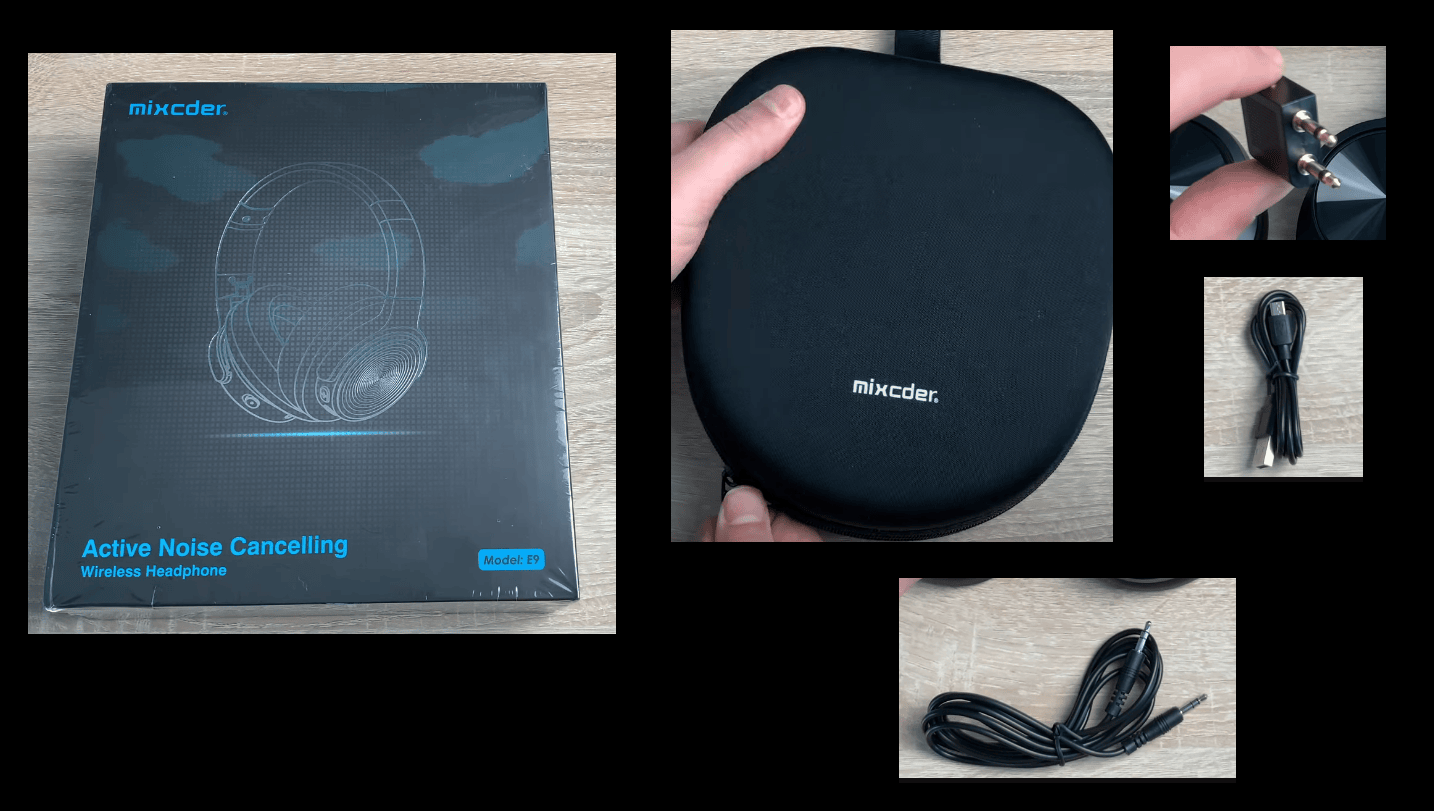 mixcder®
Active Noise Cancelling
Wireless Headphone
Model: E9
mixcder®